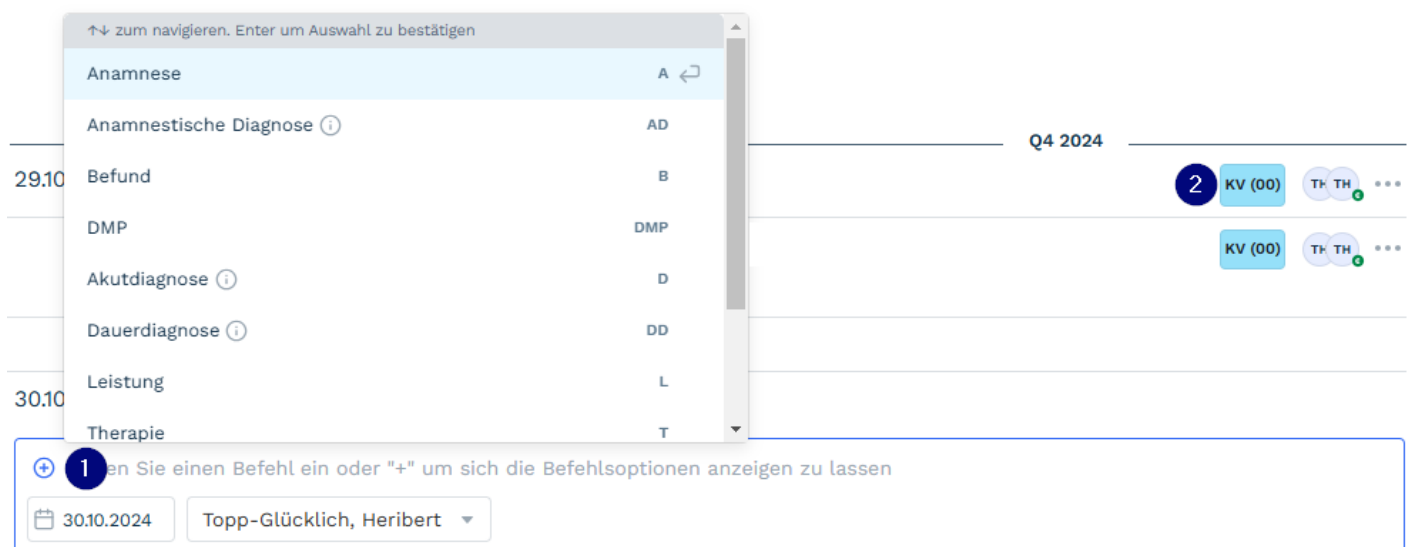 ↑↓ zum navigieren. Enter um Auswahl zu bestätigen
Anamnese A
Anamnestische Diagnose AD
Q4 2024
29.10
Befund B
2 KV (00) TH TH
DMP DMP
KV (00) TH TH
Akutdiagnose D
Dauerdiagnose DD
Leistung L
30.10
Therapie T
1 en Sie einen Befehl ein oder "+" um sich die Befehlsoptionen anzeigen zu lassen
30.10.2024 Topp-Glücklich, Heribert